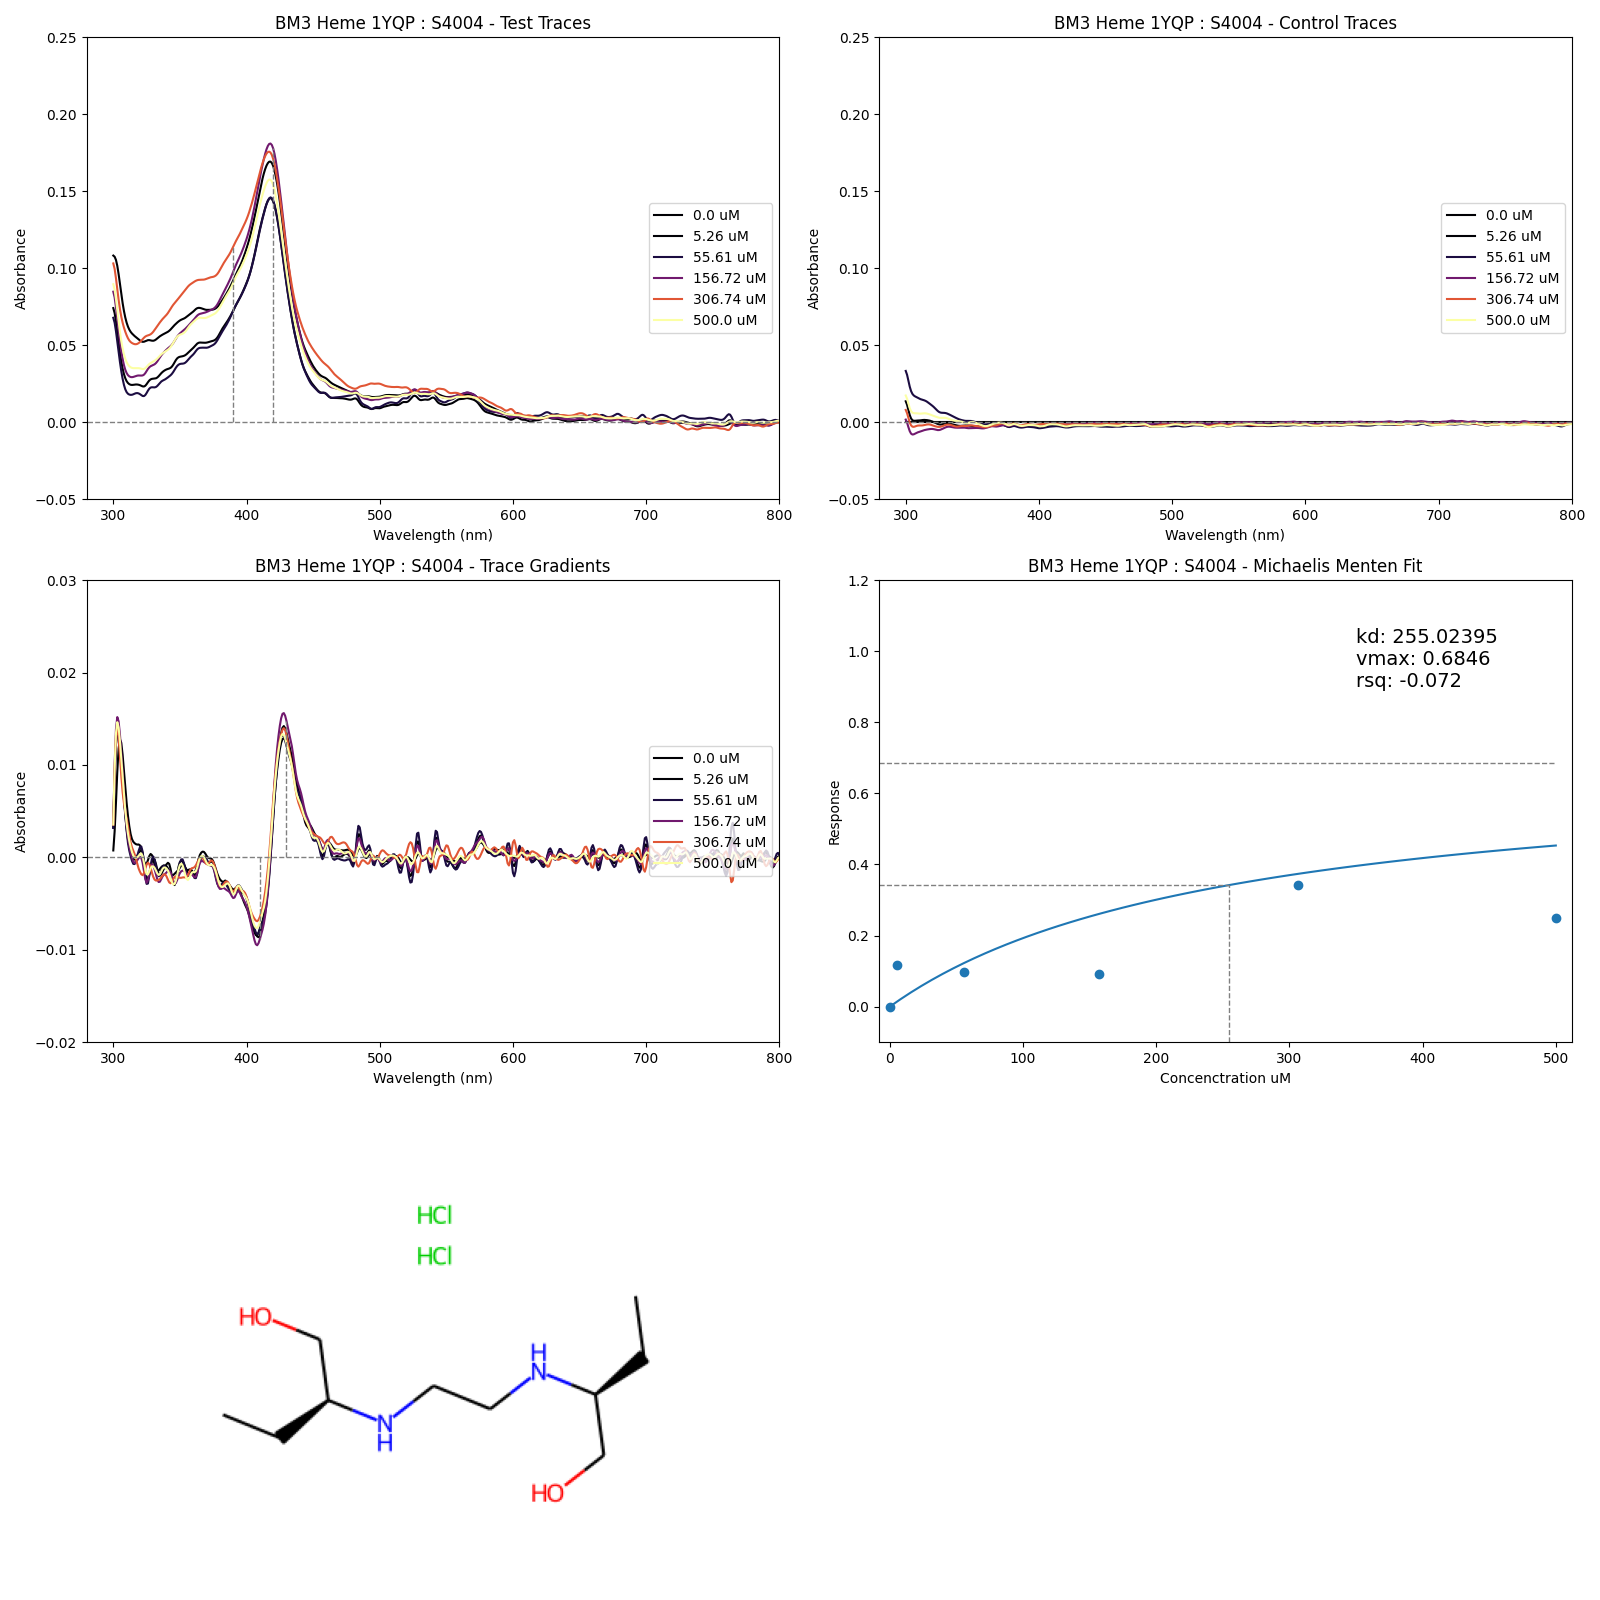 BM3 Heme 1YQP : S4004 - Test Traces
0.25
0.20
0.15
0.10
0.05
0.00
−0.05
Absorbance
300 400 500 600 700 800
Wavelength (nm)
0.0 uM
5.26 uM
55.61 uM
156.72 uM
306.74 uM
500.0 uM
BM3 Heme 1YQP : S4004 - Control Traces
0.25
0.20
0.15
0.10
0.05
0.00
−0.05
Absorbance
300 400 500 600 700 800
Wavelength (nm)
0.0 uM
5.26 uM
55.61 uM
156.72 uM
306.74 uM
500.0 uM
BM3 Heme 1YQP : S4004 - Trace Gradients
0.03
0.02
0.01
0.00
−0.01
−0.02
Absorbance
300 400 500 600 700 800
Wavelength (nm)
0.0 uM
5.26 uM
55.61 uM
156.72 uM
306.74 uM
500.0 uM
BM3 Heme 1YQP : S4004 - Michaelis Menten Fit
1.2
1.0
0.8
0.6
0.4
0.2
0.0
Response
0 100 200 300 400 500
Concenctration uM
kd: 255.02395
vmax: 0.6846
rsq: -0.072
HCl
HCl
HO
H
N
N
H
HO